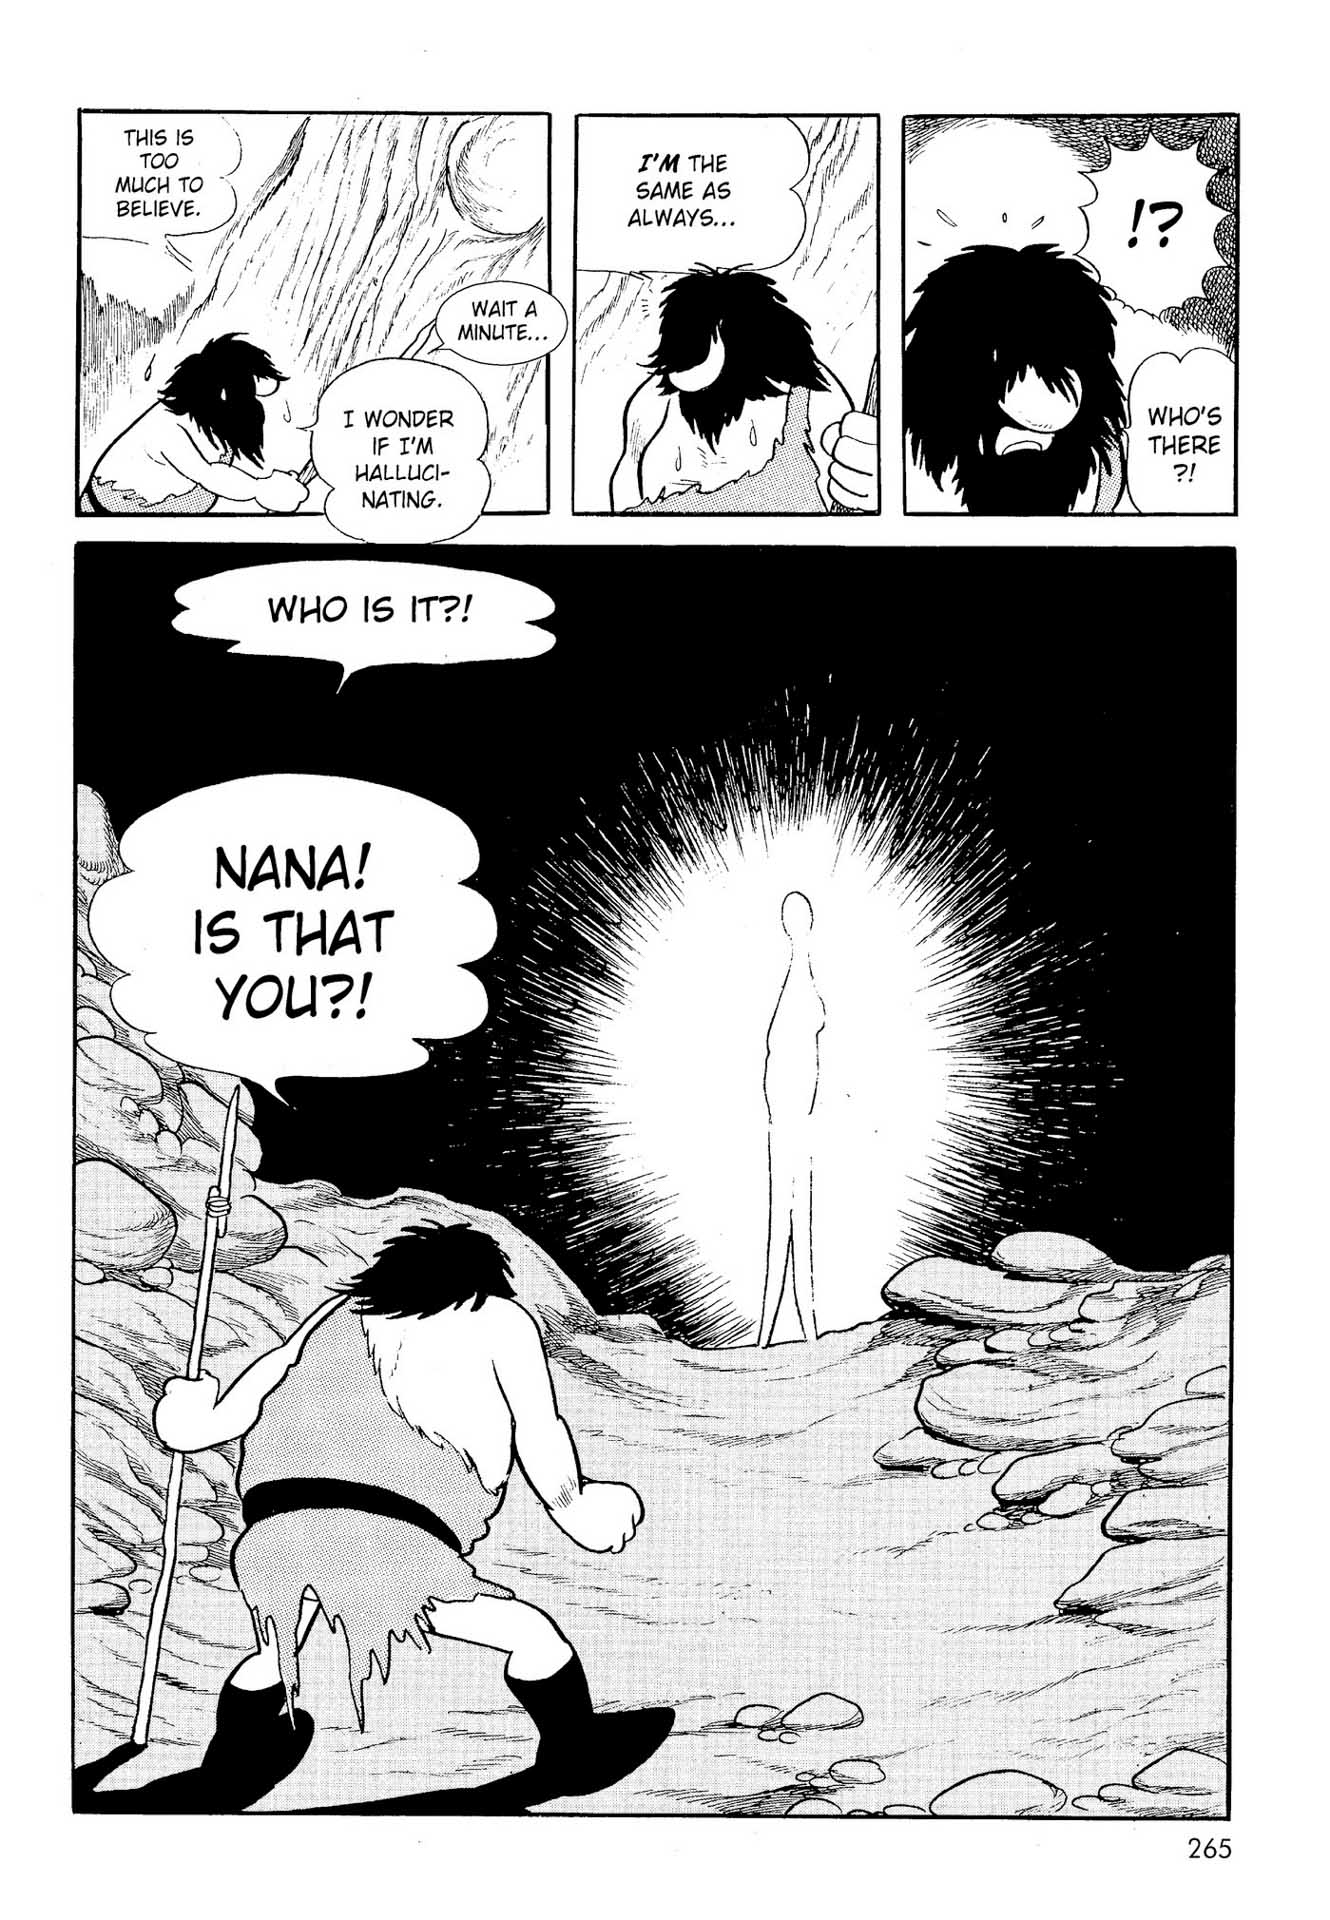 THIS IS
TOO
MUCH TO
BELIEVE.
WAIT A
MINUTE...
I WONDER
IF I'M
HALLUCI-
NATING.
I'M THE
SAME AS
ALWAYS...
!?
WHO'S
THERE
?!
WHO IS IT?!
NANA!
IS THAT
YOU?!
265